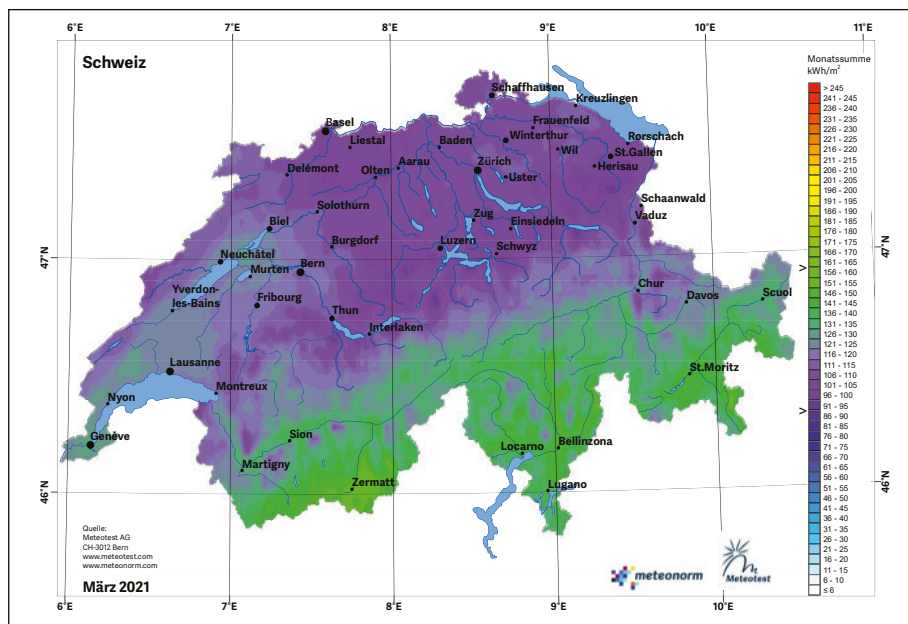 6°E
7°E
8°E
9°E
10°E
11°E
Schweiz
Monatssumme
kWh/m²
> 245
241 - 245
236 - 240
231 - 235
226 - 230
221 - 225
216 - 220
211 - 215
206 - 210
201 - 205
196 - 200
191 - 195
186 - 190
181 - 185
176 - 180
171 - 175
166 - 170
161 - 165
156 - 160
151 - 155
146 - 150
141 - 145
136 - 140
131 - 135
126 - 130
121 - 125
116 - 120
111 - 115
106 - 110
101 - 105
96 - 100
91 - 95
86 - 90
81 - 85
76 - 80
71 - 75
66 - 70
61 - 65
56 - 60
51 - 55
46 - 50
41 - 45
36 - 40
31 - 35
26 - 30
21 - 25
16 - 20
11 - 15
6 - 10
≤ 6
Schaffhausen
Kreuzlingen
Basel
Frauenfeld
Liestal
Baden
Winterthur
Rorschach
Wil
St.Gallen
Aarau
Zürich
Herisau
Delémont
Olten
Uster
Schaanwald
Solothurn
Zug
Einsiedeln
Vaduz
Biel
Burgdorf
Luzern
Schwyz
47°N
47°N
Neuchâtel
Murten
Bern
Chur
Yverdon-
les-Bains
Fribourg
Davos
Scuol
Thun
Interlaken
Lausanne
St.Moritz
Montreux
Nyon
Genève
Sion
Locarno
Bellinzona
Martigny
Zermatt
Lugano
46°N
46°N
Quelle:
Meteotest AG
CH-3012 Bern
www.meteotest.com
www.meteonorm.com
März 2021
meteonorm
Meteotest
6°E
7°E
8°E
9°E
10°E